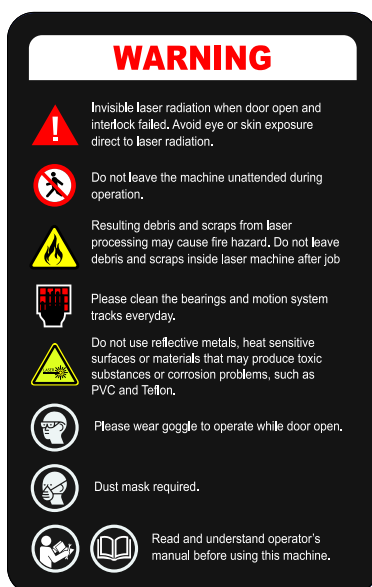 WARNING
Invisible laser radiation when door open and
interlock failed. Avoid eye or skin exposure
direct to laser radiation.
Do not leave the machine unattended during
operation.
Resulting debris and scraps from laser
processing may cause fire hazard. Do not leave
debris and scraps inside laser machine after job
Please clean the bearings and motion system
tracks everyday.
Do not use reflective metals, heat sensitive
surfaces or materials that may produce toxic
substances or corrosion problems, such as
PVC and Teflon.
LASER
Please wear goggle to operate while door open.
Dust mask required.
Read and understand operator's
manual before using this machine.